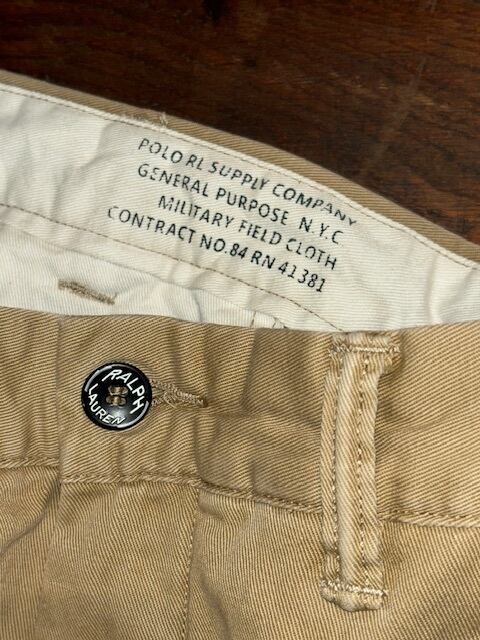 POLO RL SUPPLY COMPANY
GENERAL PURPOSE N.Y.C
MILITARY FIELD CLOTH
CONTRACT NO.84 RN 41381
RALPH
LAUREN